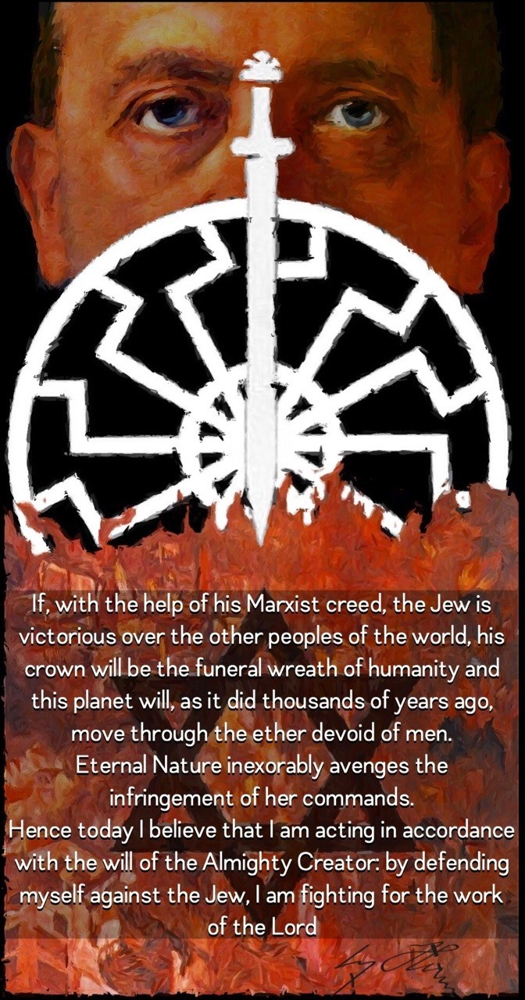 If, with the help of his Marxist creed, the Jew is
victorious over the other peoples of the world, his
crown will be the funeral wreath of humanity and
this planet will, as it did thousands of years ago,
move through the ether devoid of men.
Eternal Nature inexorably avenges the
infringement of her commands.
Hence today I believe that I am acting in accordance
with the will of the Almighty Creator: by defending
myself against the Jew, I am fighting for the work
of the Lord